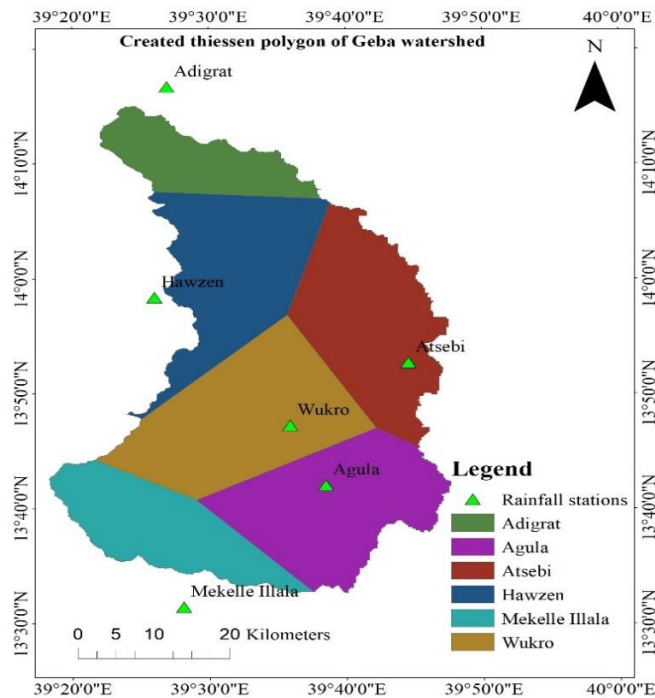 39°20'0"E 39°30'0"E 39°40'0"E 39°50'0"E 40°0'0"E
Created thiessen polygon of Geba watershed
N
Adigrat
14°10'0"N 14°10'0"N
Hawzen
14°0'0"N 14°0'0"N
Atsebi
13°50'0"N 13°50'0"N
Wukro
Agula
13°40'0"N 13°40'0"N
Mekelle Illala
13°30'0"N 13°30'0"N
Legend
Rainfall stations
Adigrat
Agula
Atsebi
Hawzen
Mekelle Illala
Wukro
0 5 10 20 Kilometers
39°20'0"E 39°30'0"E 39°40'0"E 39°50'0"E 40°0'0"E